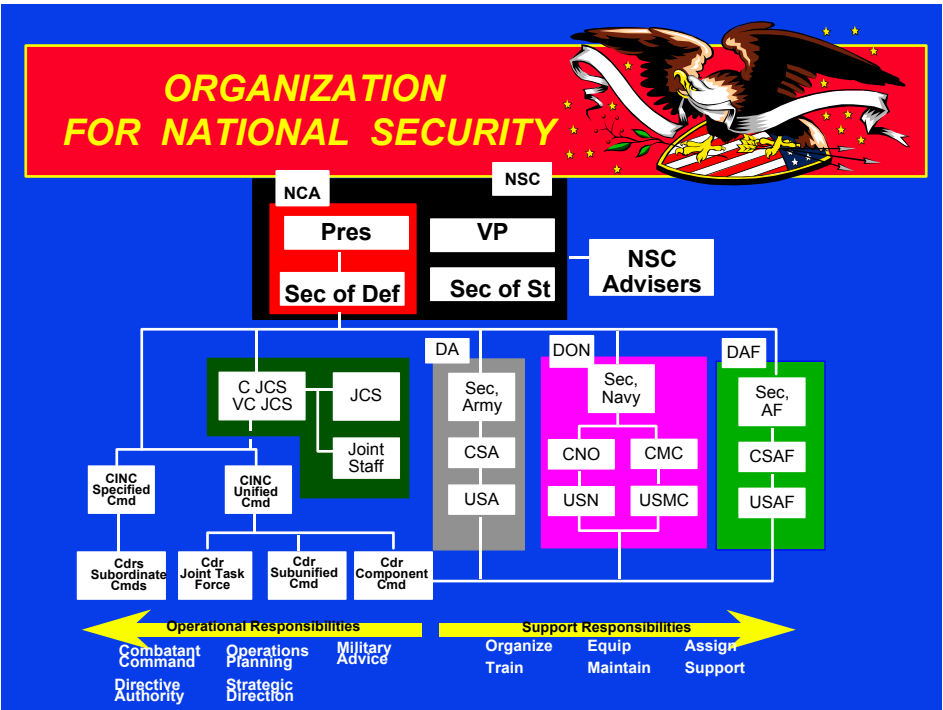 ORGANIZATION
FOR NATIONAL SECURITY
NCA
NSC
Pres
VP
Sec of Def
Sec of St
NSC
Advisers
DA
DON
DAF
C JCS
VC JCS
JCS
Sec,
Army
Sec,
Navy
Sec,
AF
Joint
Staff
CSA
CNO
CMC
CSAF
CINC
Specified
Cmd
CINC
Unified
Cmd
USA
USN
USMC
USAF
Cdrs
Subordinate
Cmds
Cdr
Joint Task
Force
Cdr
Subunified
Cmd
Cdr
Component
Cmd
Operational Responsibilities
Support Responsibilities
Combatant
Command
Operations
Planning
Military
Advice
Directive
Authority
Strategic
Direction
Organize
Equip
Assign
Train
Maintain
Support